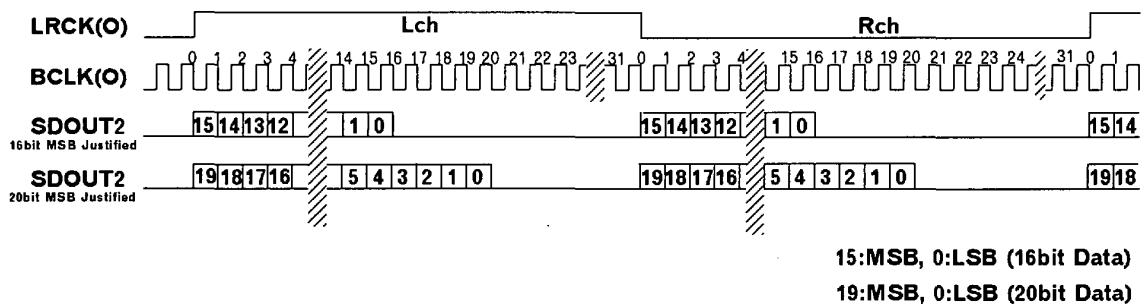 LRCK(O) Lch Rch
0 1 2 3 4 14 15 16 17 18 19 20 21 22 23 31 0 1 2 3 4 15 16 17 18 19 20 21 22 23 24 31 0 1
BCLK(O)
SDOUT2 15 14 13 12 1 0 15 14 13 12 1 0 15 14
16bit MSB Justified
SDOUT2 19 18 17 16 5 4 3 2 1 0 19 18 17 16 5 4 3 2 1 0 19 18
20bit MSB Justified
15:MSB, 0:LSB (16bit Data)
19:MSB, 0:LSB (20bit Data)